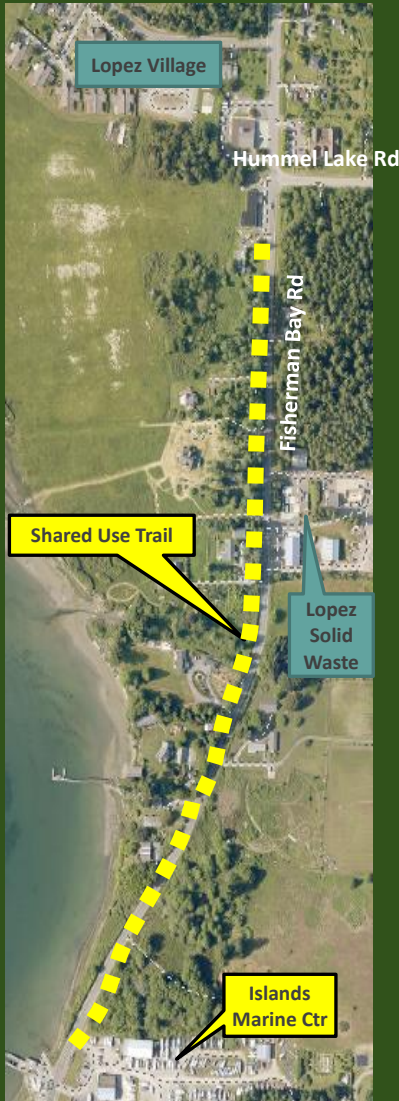 Lopez Village
Hummel Lake Rd
Fisherman Bay Rd
Shared Use Trail
Lopez
Solid
Waste
Islands
Marine Ctr